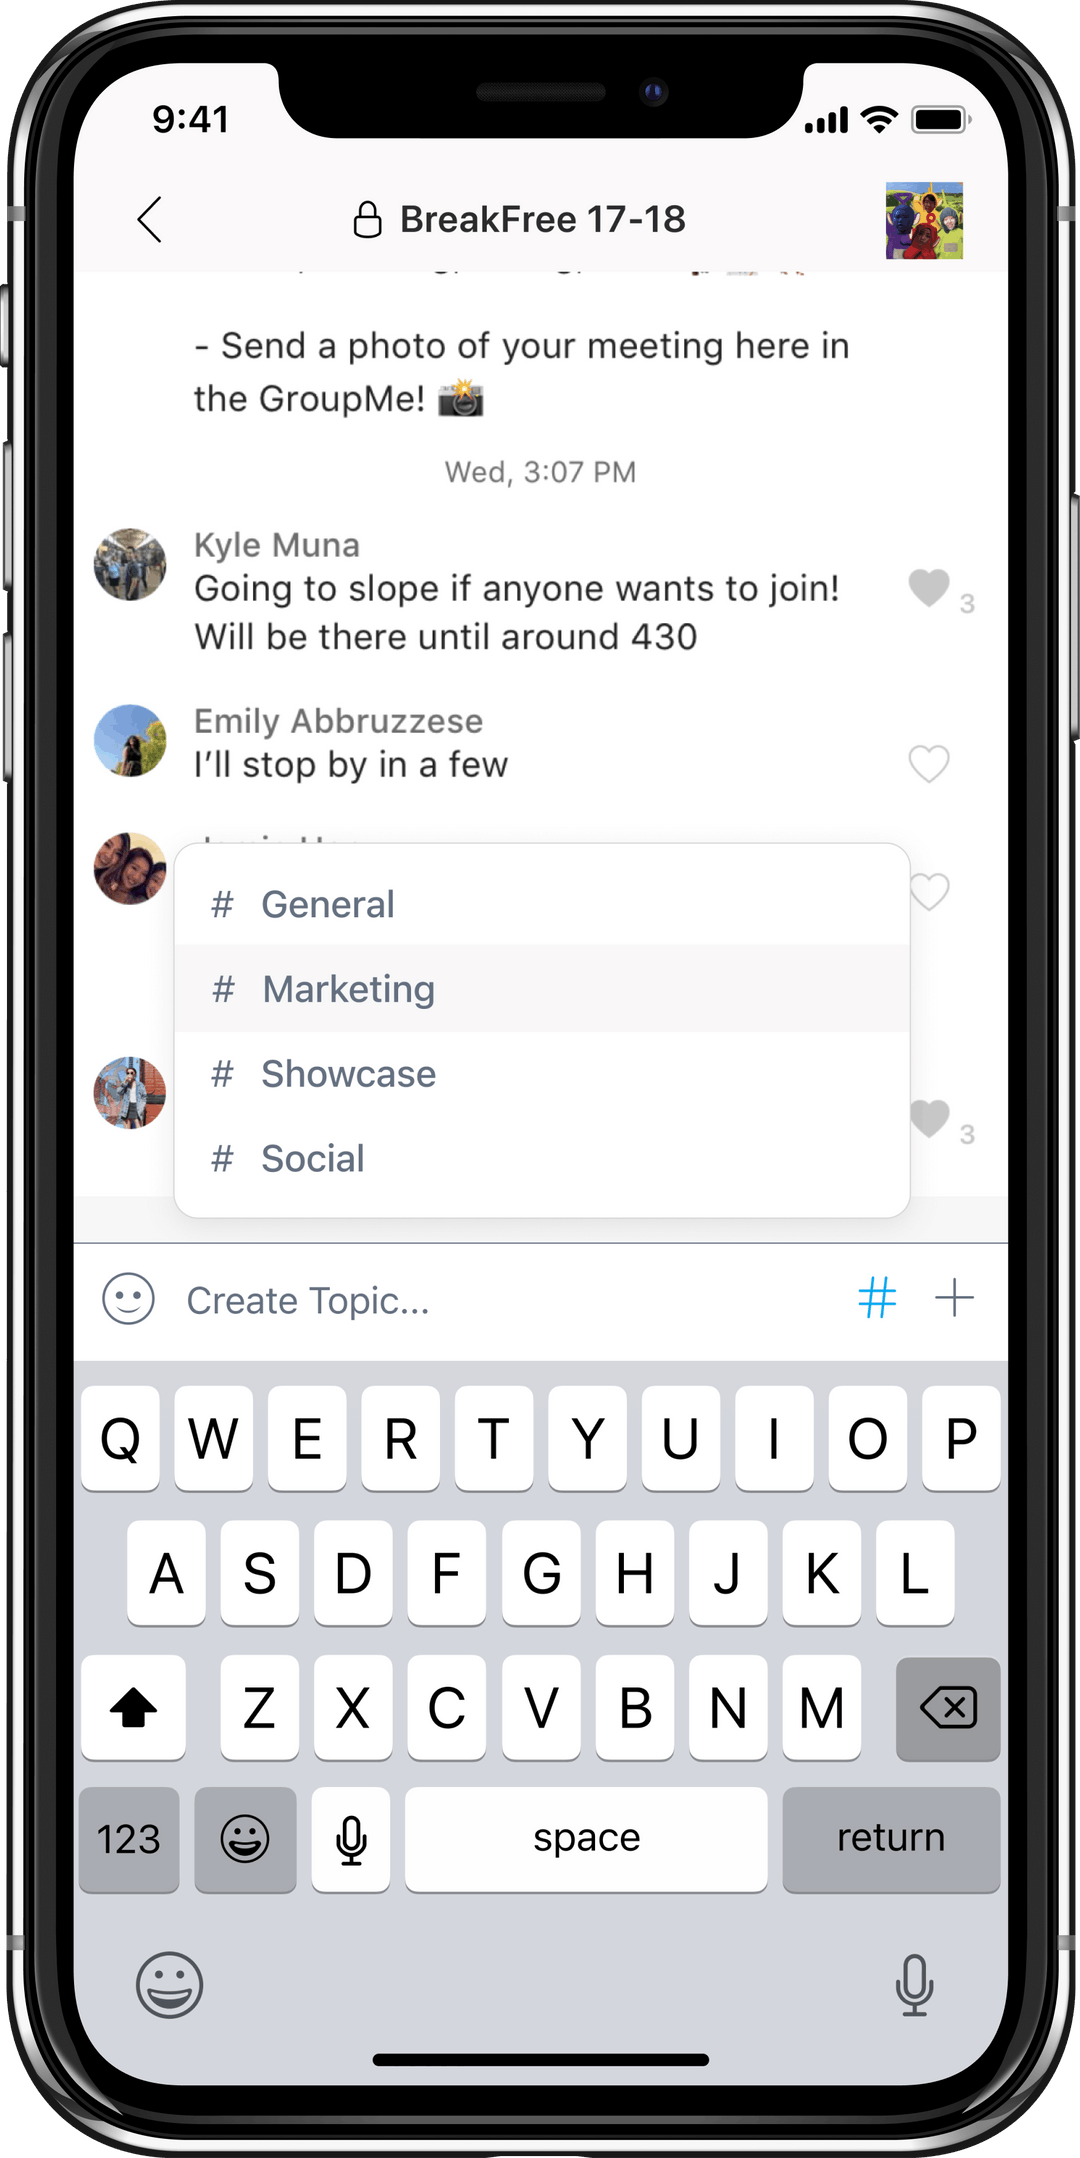 9:41
BreakFree 17-18
- Send a photo of your meeting here in
the GroupMe! 📸
Wed, 3:07 PM
Kyle Muna
Going to slope if anyone wants to join!
Will be there until around 430
3
Emily Abbruzzese
I’ll stop by in a few
# General
# Marketing
# Showcase
# Social
3
Create Topic... # +
Q W E R T Y U I O P
A S D F G H J K L
Z X C V B N M
123 space return